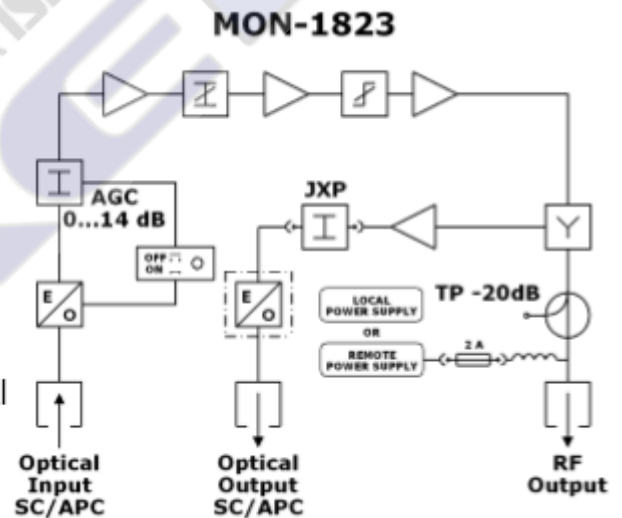 MON-1823
AGC
0...14 dB
JXP
OFF
ON
E
O
E
O
Y
TP -20dB
LOCAL
POWER SUPPLY
OR
REMOTE
POWER SUPPLY
2 A
Optical
Input
SC/APC
Optical
Output
SC/APC
RF
Output